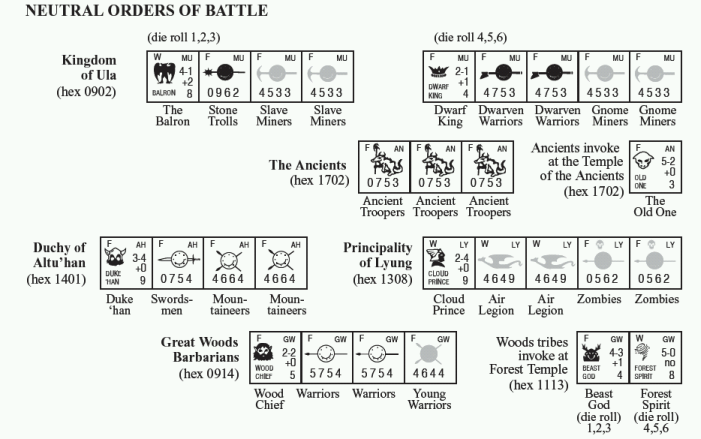 NEUTRAL ORDERS OF BATTLE
(die roll 1,2,3)
(die roll 4,5,6)
Kingdom
of Ula
(hex 0902)
W MU
4-1
+2
BALRON 8
F MU
0962
F MU
4533
F MU
4533
The
Balron
Stone
Trolls
Slave
Miners
Slave
Miners
F MU
2-1
+1
DWARF
KING 4
F MU
4753
F MU
4753
F MU
4533
F MU
4533
Dwarf
King
Dwarven
Warriors
Dwarven
Warriors
Gnome
Miners
Gnome
Miners
The Ancients
(hex 1702)
F AN
0753
F AN
0753
F AN
0753
Ancient
Troopers
Ancient
Troopers
Ancient
Troopers
Ancients invoke
at the Temple
of the Ancients
(hex 1702)
F AN
5-2
+0
OLD
ONE 3
The
Old One
Duchy of
Altu'han
(hex 1401)
F AH
3-4
+0
DUKE
'HAN 9
F AH
0754
F AH
4664
F AH
4664
Duke
'han
Swords-
men
Moun-
taineers
Moun-
taineers
Principality
of Lyung
(hex 1308)
W LY
2-4
+0
CLOUD
PRINCE 9
W LY
4649
W LY
4649
F LY
0562
F LY
0562
Cloud
Prince
Air
Legion
Air
Legion
Zombies
Zombies
Great Woods
Barbarians
(hex 0914)
F GW
2-2
+0
WOOD
CHIEF 5
F GW
5754
F GW
5754
F GW
4644
Wood
Chief
Warriors
Warriors
Young
Warriors
Woods tribes
invoke at
Forest Temple
(hex 1113)
F GW
4-3
+1
BEAST
GOD 4
W GW
5-0
no
FOREST
SPIRIT 8
Beast
God
(die roll)
1,2,3
Forest
Spirit
(die roll)
4,5,6